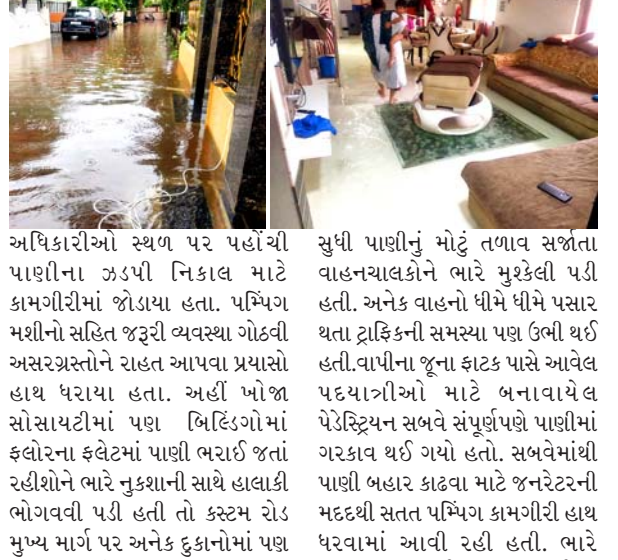 અધિકારીઓ સ્થળ પર પહોંચી
પાણીના ઝડપી નિકાલ માટે
કામગીરીમાં જોડાયા હતા. પમ્પિગ
મશીનો સહિત જરૂરી વ્યવસ્થા ગોઠવી
અસરગ્રસ્તોને રાહત આપવા પ્રયાસો
હાથ ધરાયા હતા. અહીં ખોજા
સોસાયટીમાં પણ બિલ્ડિંગોમાં
ફ્લોરના ફ્લેટમાં પાણી ભરાઈ જતાં
રહીશોને ભારે નુકશાની સાથે હાલાકી
ભોગવવી પડી હતી તો કસ્ટમ રોડ
મુખ્ય માર્ગ પર અનેક દુકાનોમાં પણ
સુધી પાણીનું મોટું તળાવ સર્જાતા
વાહનચાલકોને ભારે મુશ્કેલી પડી
હતી. અનેક વાહનો ધીમે ધીમે પસાર
થતા ટ્રાફિકની સમસ્યા પણ ઉભી થઈ
હતી.વાપીના જૂના ફાટક પાસે આવેલ
પદયાત્રીઓ માટે બનાવાયેલ
પેડેસ્ટ્રિયન સબવે સંપૂર્ણપણે પાણીમાં
ગરકાવ થઈ ગયો હતો. સબવેમાંથી
પાણી બહાર કાઢવા માટે જનરેટરની
મદદથી સતત પમ્પિગ કામગીરી હાથ
ધરવામાં આવી રહી હતી. ભારે